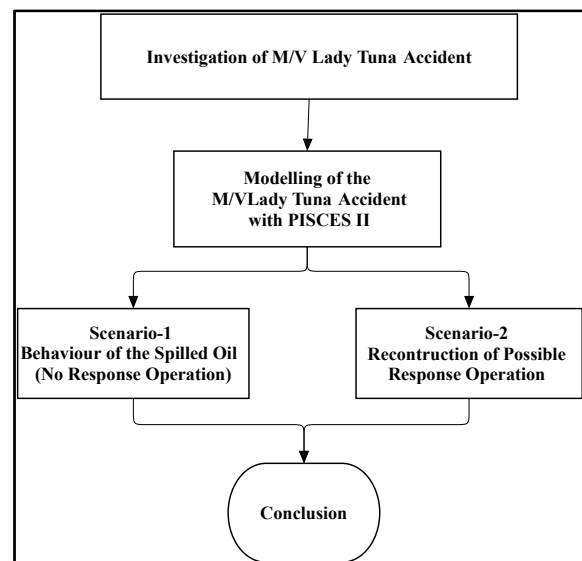 Investigation of M/V Lady Tuna Accident
Modelling of the
M/VLady Tuna Accident
with PISCES II
Scenario-1
Behaviour of the Spilled Oil
(No Response Operation)
Scenario-2
Recontruction of Possible
Response Operation
Conclusion